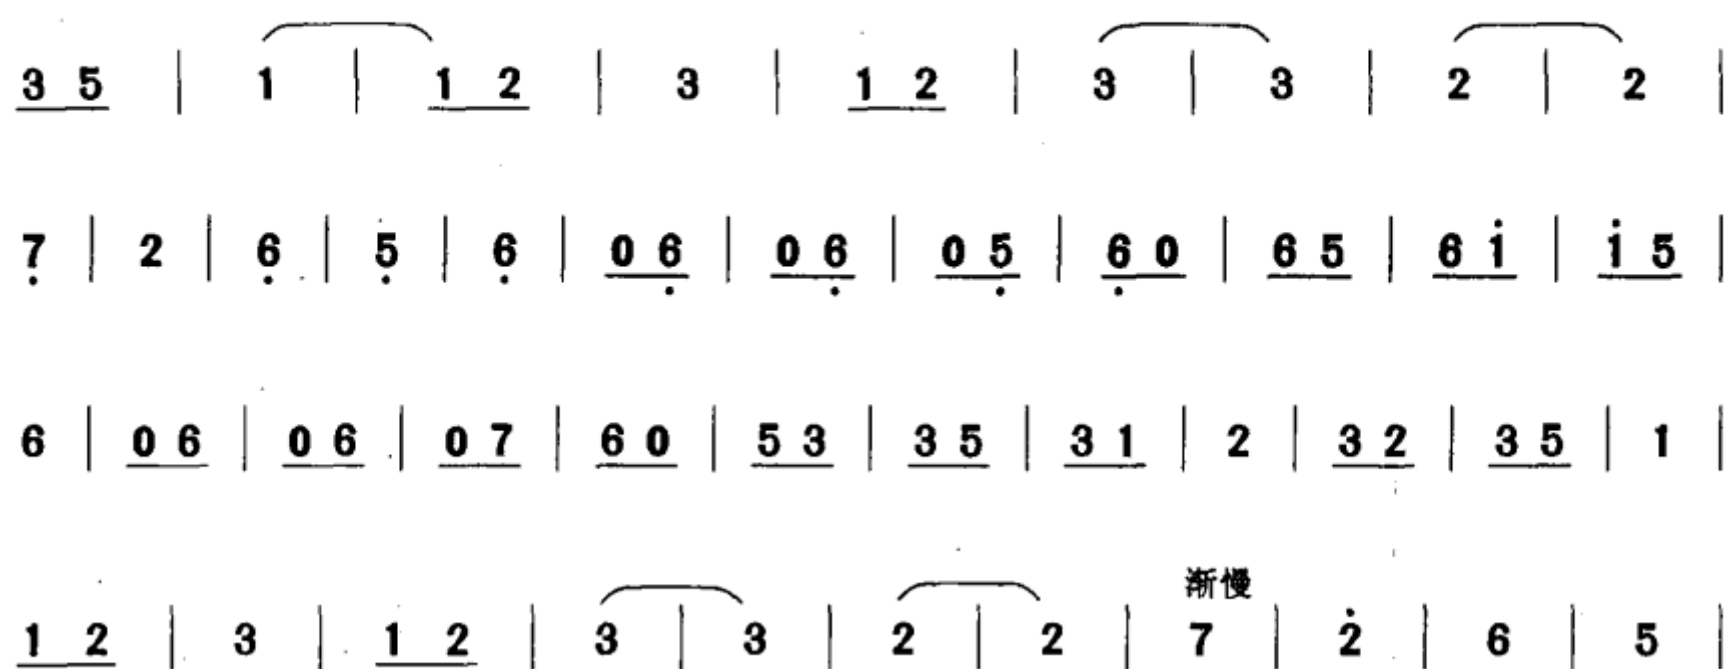 3 5 | 1 | 1 2 | 3 | 1 2 | 3 | 3 | 2 | 2 |
7̣ | 2 | 6̣ | 5̣ | 6̣ | 0 6̣ | 0 6̣ | 0 5̣ | 6̣ 0 | 6 5 | 6 1̇ | 1̇ 5 |
6 | 0 6 | 0 6 | 0 7 | 6 0 | 5 3 | 3 5 | 3 1 | 2 | 3 2 | 3 5 | 1 |
渐慢
1 2 | 3 | 1 2 | 3 | 3 | 2 | 2 | 7 | 2̇ | 6 | 5 |